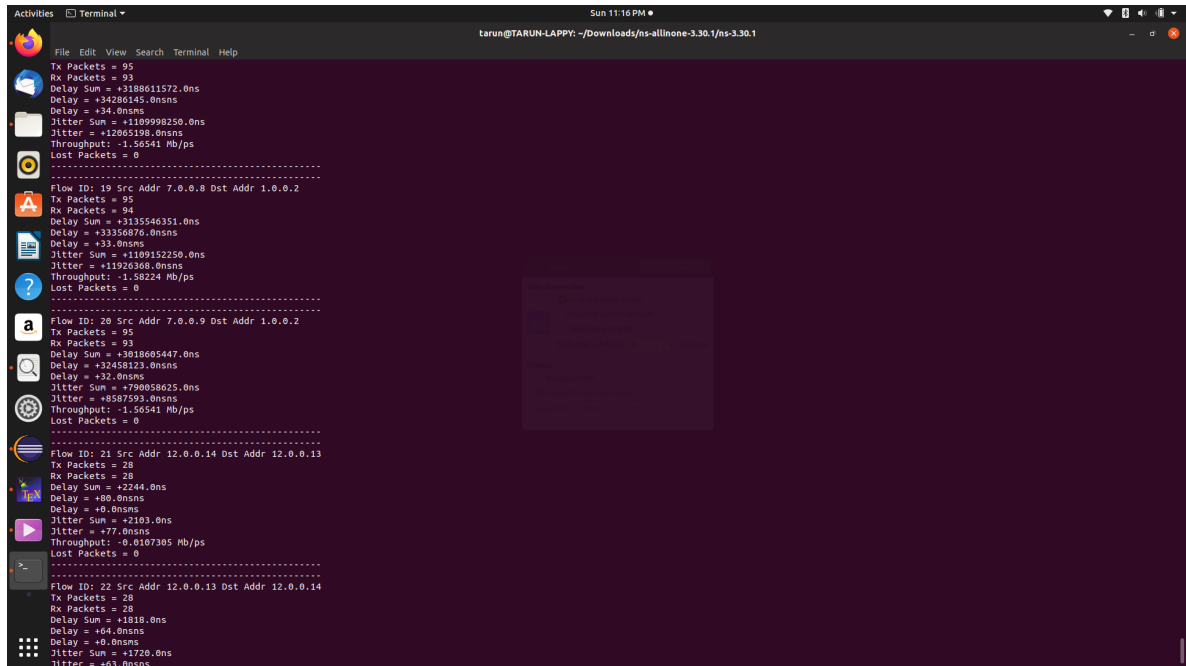 Activities Terminal Sun 11:16 PM
tarun@TARUN-LAPPY: ~/Downloads/ns-allinone-3.30.1/ns-3.30.1
File Edit View Search Terminal Help
Tx Packets = 95
Rx Packets = 93
Delay Sum = +3188611572.0ns
Delay = +34286145.0nsns
Delay = +34.0nsms
Jitter Sum = +1109998250.0ns
Jitter = +12065198.0nsns
Throughput: -1.56541 Mb/ps
Lost Packets = 0
--------------------------------------------------
--------------------------------------------------
Flow ID: 19 Src Addr 7.0.0.8 Dst Addr 1.0.0.2
Tx Packets = 95
Rx Packets = 94
Delay Sum = +3135546351.0ns
Delay = +33356876.0nsns
Delay = +33.0nsms
Jitter Sum = +1109152250.0ns
Jitter = +11926368.0nsns
Throughput: -1.58224 Mb/ps
Lost Packets = 0
--------------------------------------------------
--------------------------------------------------
Flow ID: 20 Src Addr 7.0.0.9 Dst Addr 1.0.0.2
Tx Packets = 95
Rx Packets = 93
Delay Sum = +3018605447.0ns
Delay = +32458123.0nsns
Delay = +32.0nsms
Jitter Sum = +790058625.0ns
Jitter = +8587593.0nsns
Throughput: -1.56541 Mb/ps
Lost Packets = 0
--------------------------------------------------
--------------------------------------------------
Flow ID: 21 Src Addr 12.0.0.14 Dst Addr 12.0.0.13
Tx Packets = 28
Rx Packets = 28
Delay Sum = +2244.0ns
Delay = +80.0nsns
Delay = +0.0nsms
Jitter Sum = +2103.0ns
Jitter = +77.0nsns
Throughput: -0.0107305 Mb/ps
Lost Packets = 0
--------------------------------------------------
--------------------------------------------------
Flow ID: 22 Src Addr 12.0.0.13 Dst Addr 12.0.0.14
Tx Packets = 28
Rx Packets = 28
Delay Sum = +1818.0ns
Delay = +64.0nsns
Delay = +0.0nsms
Jitter Sum = +1720.0ns
Jitter = +63.0nsns